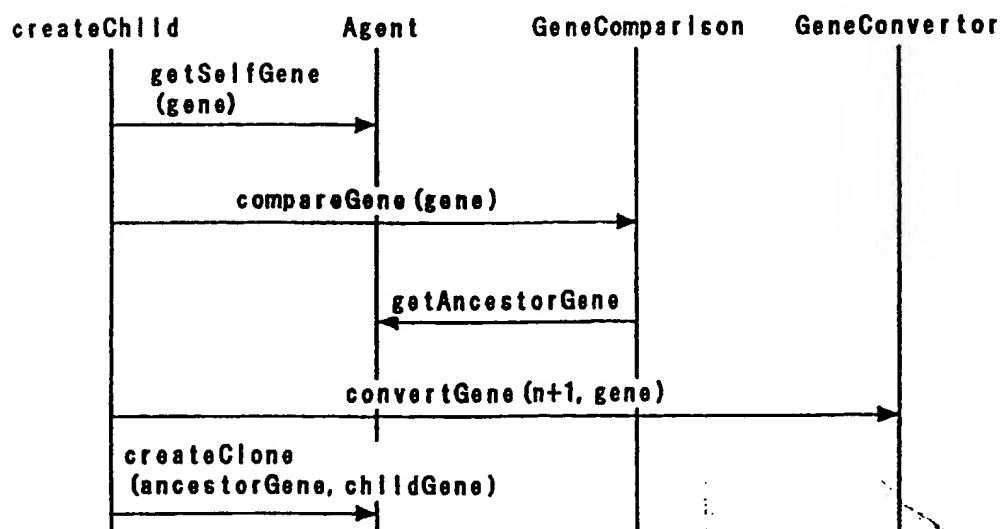 createChild Agent GeneComparison GeneConvertor
getSelfGene
(gene)
compareGene (gene)
getAncestorGene
convertGene (n+1, gene)
createClone
(ancestorGene, childGene)